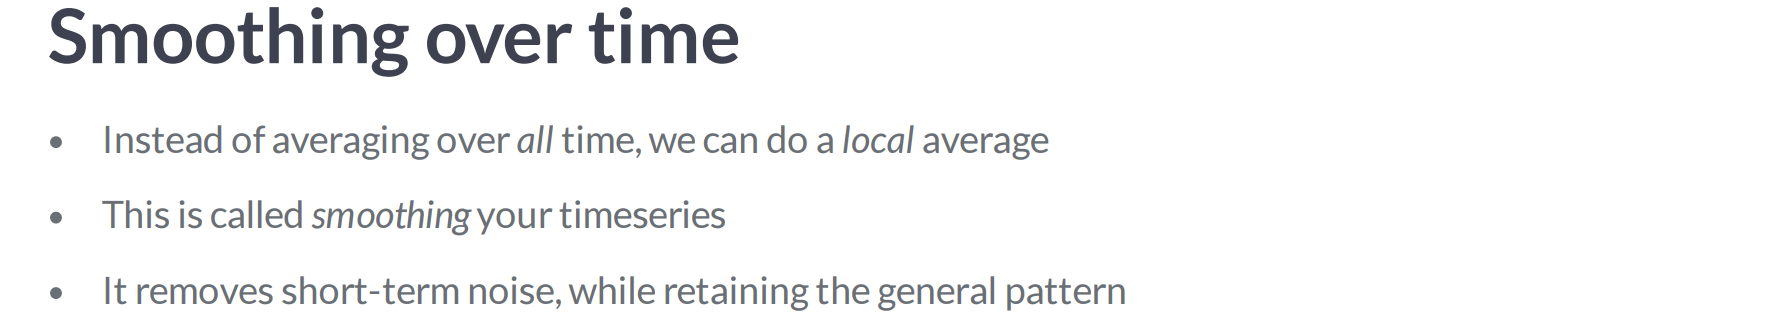 Smoothing over time
• Instead of averaging over all time, we can do a local average
• This is called smoothing your timeseries
• It removes short-term noise, while retaining the general pattern